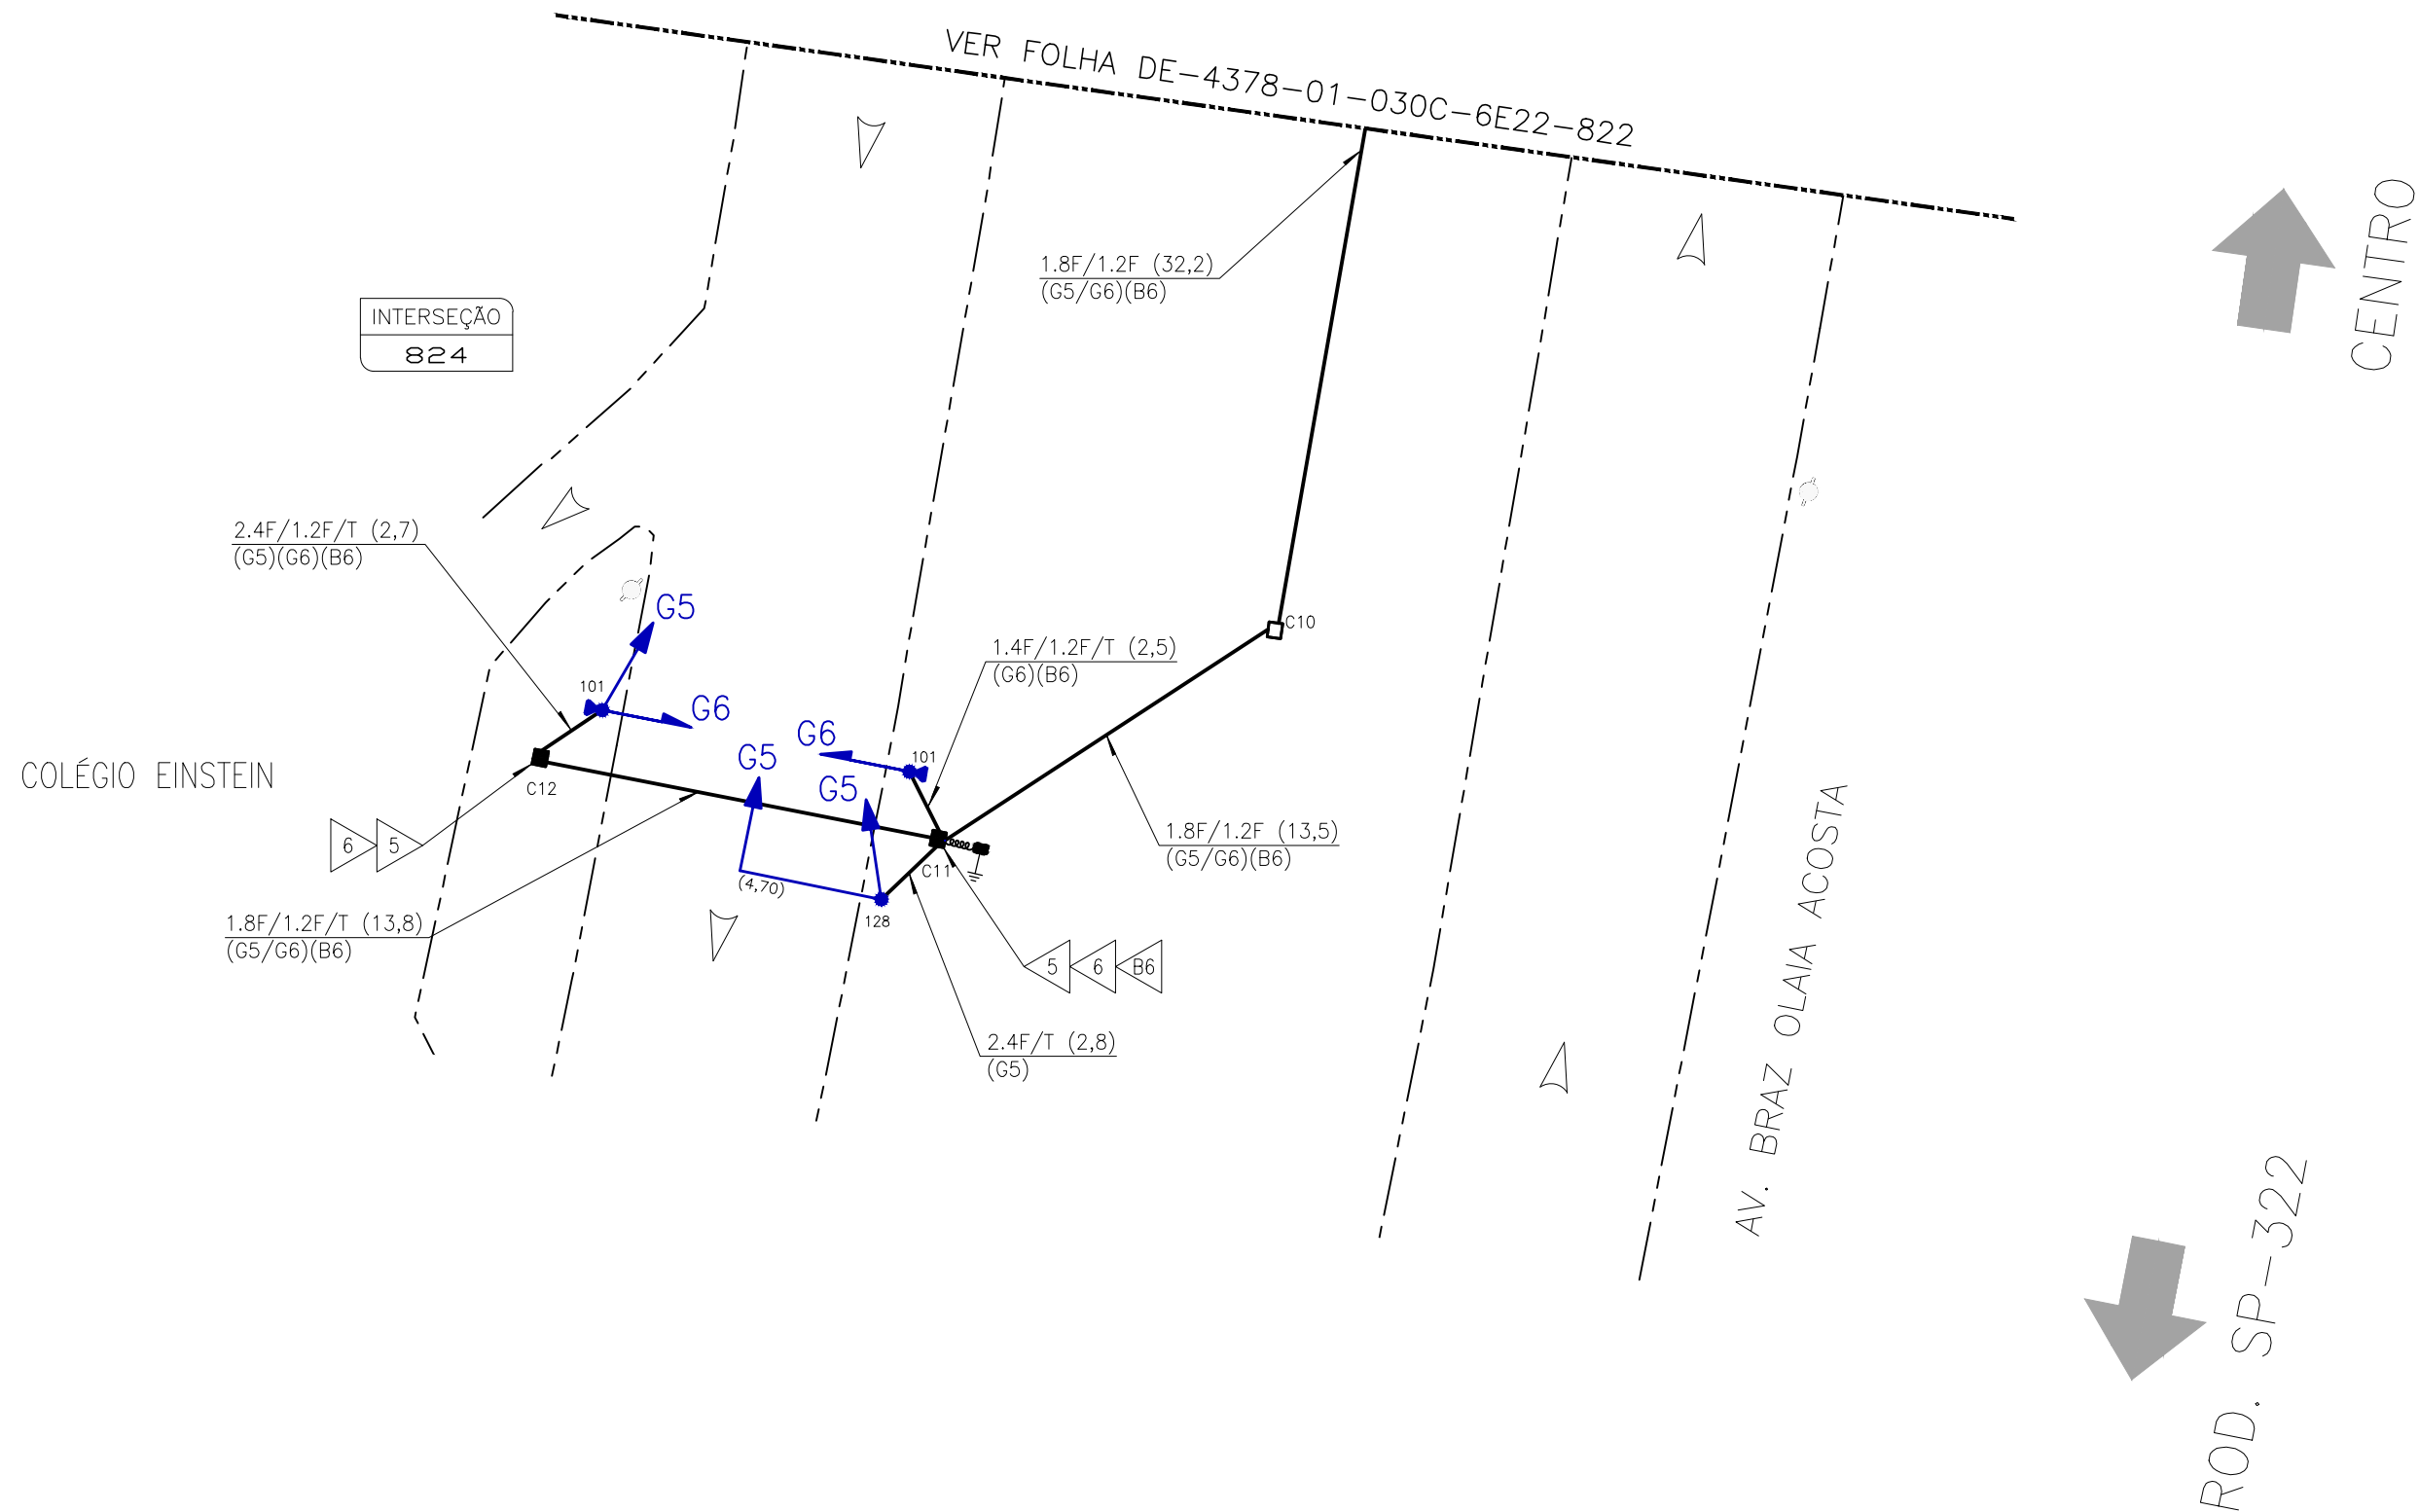 VER FOLHA DE-4378-01-030C-6E22-822
CENTRO
1.8F/1.2F (32,2)
(G5/G6)(B6)
INTERSEÇÃO
824
2.4F/1.2F/T (2,7)
(G5)(G6)(B6)
G5
C10
1.4F/1.2F/T (2,5)
(G6)(B6)
101
G6
G6
101
G5
COLÉGIO EINSTEIN
C12
G5
1.8F/1.2F (13,5)
(G5/G6)(B6)
6
5
C11
(4,70)
128
1.8F/1.2F/T (13,8)
(G5/G6)(B6)
5
6
B6
2.4F/T (2,8)
(G5)
AV. BRAZ OLAIA ACOSTA
ROD. SP-322